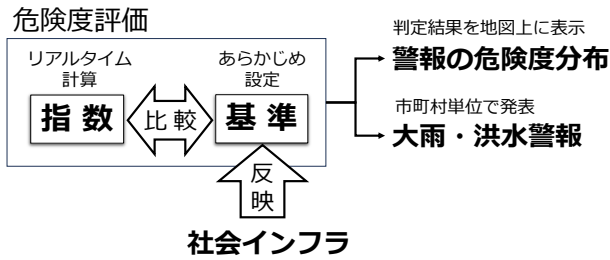 危険度評価
リアルタイム
計算
指数
比較
あらかじめ
設定
基準
反映
社会インフラ
判定結果を地図上に表示
警報の危険度分布
市町村単位で発表
大雨・洪水警報